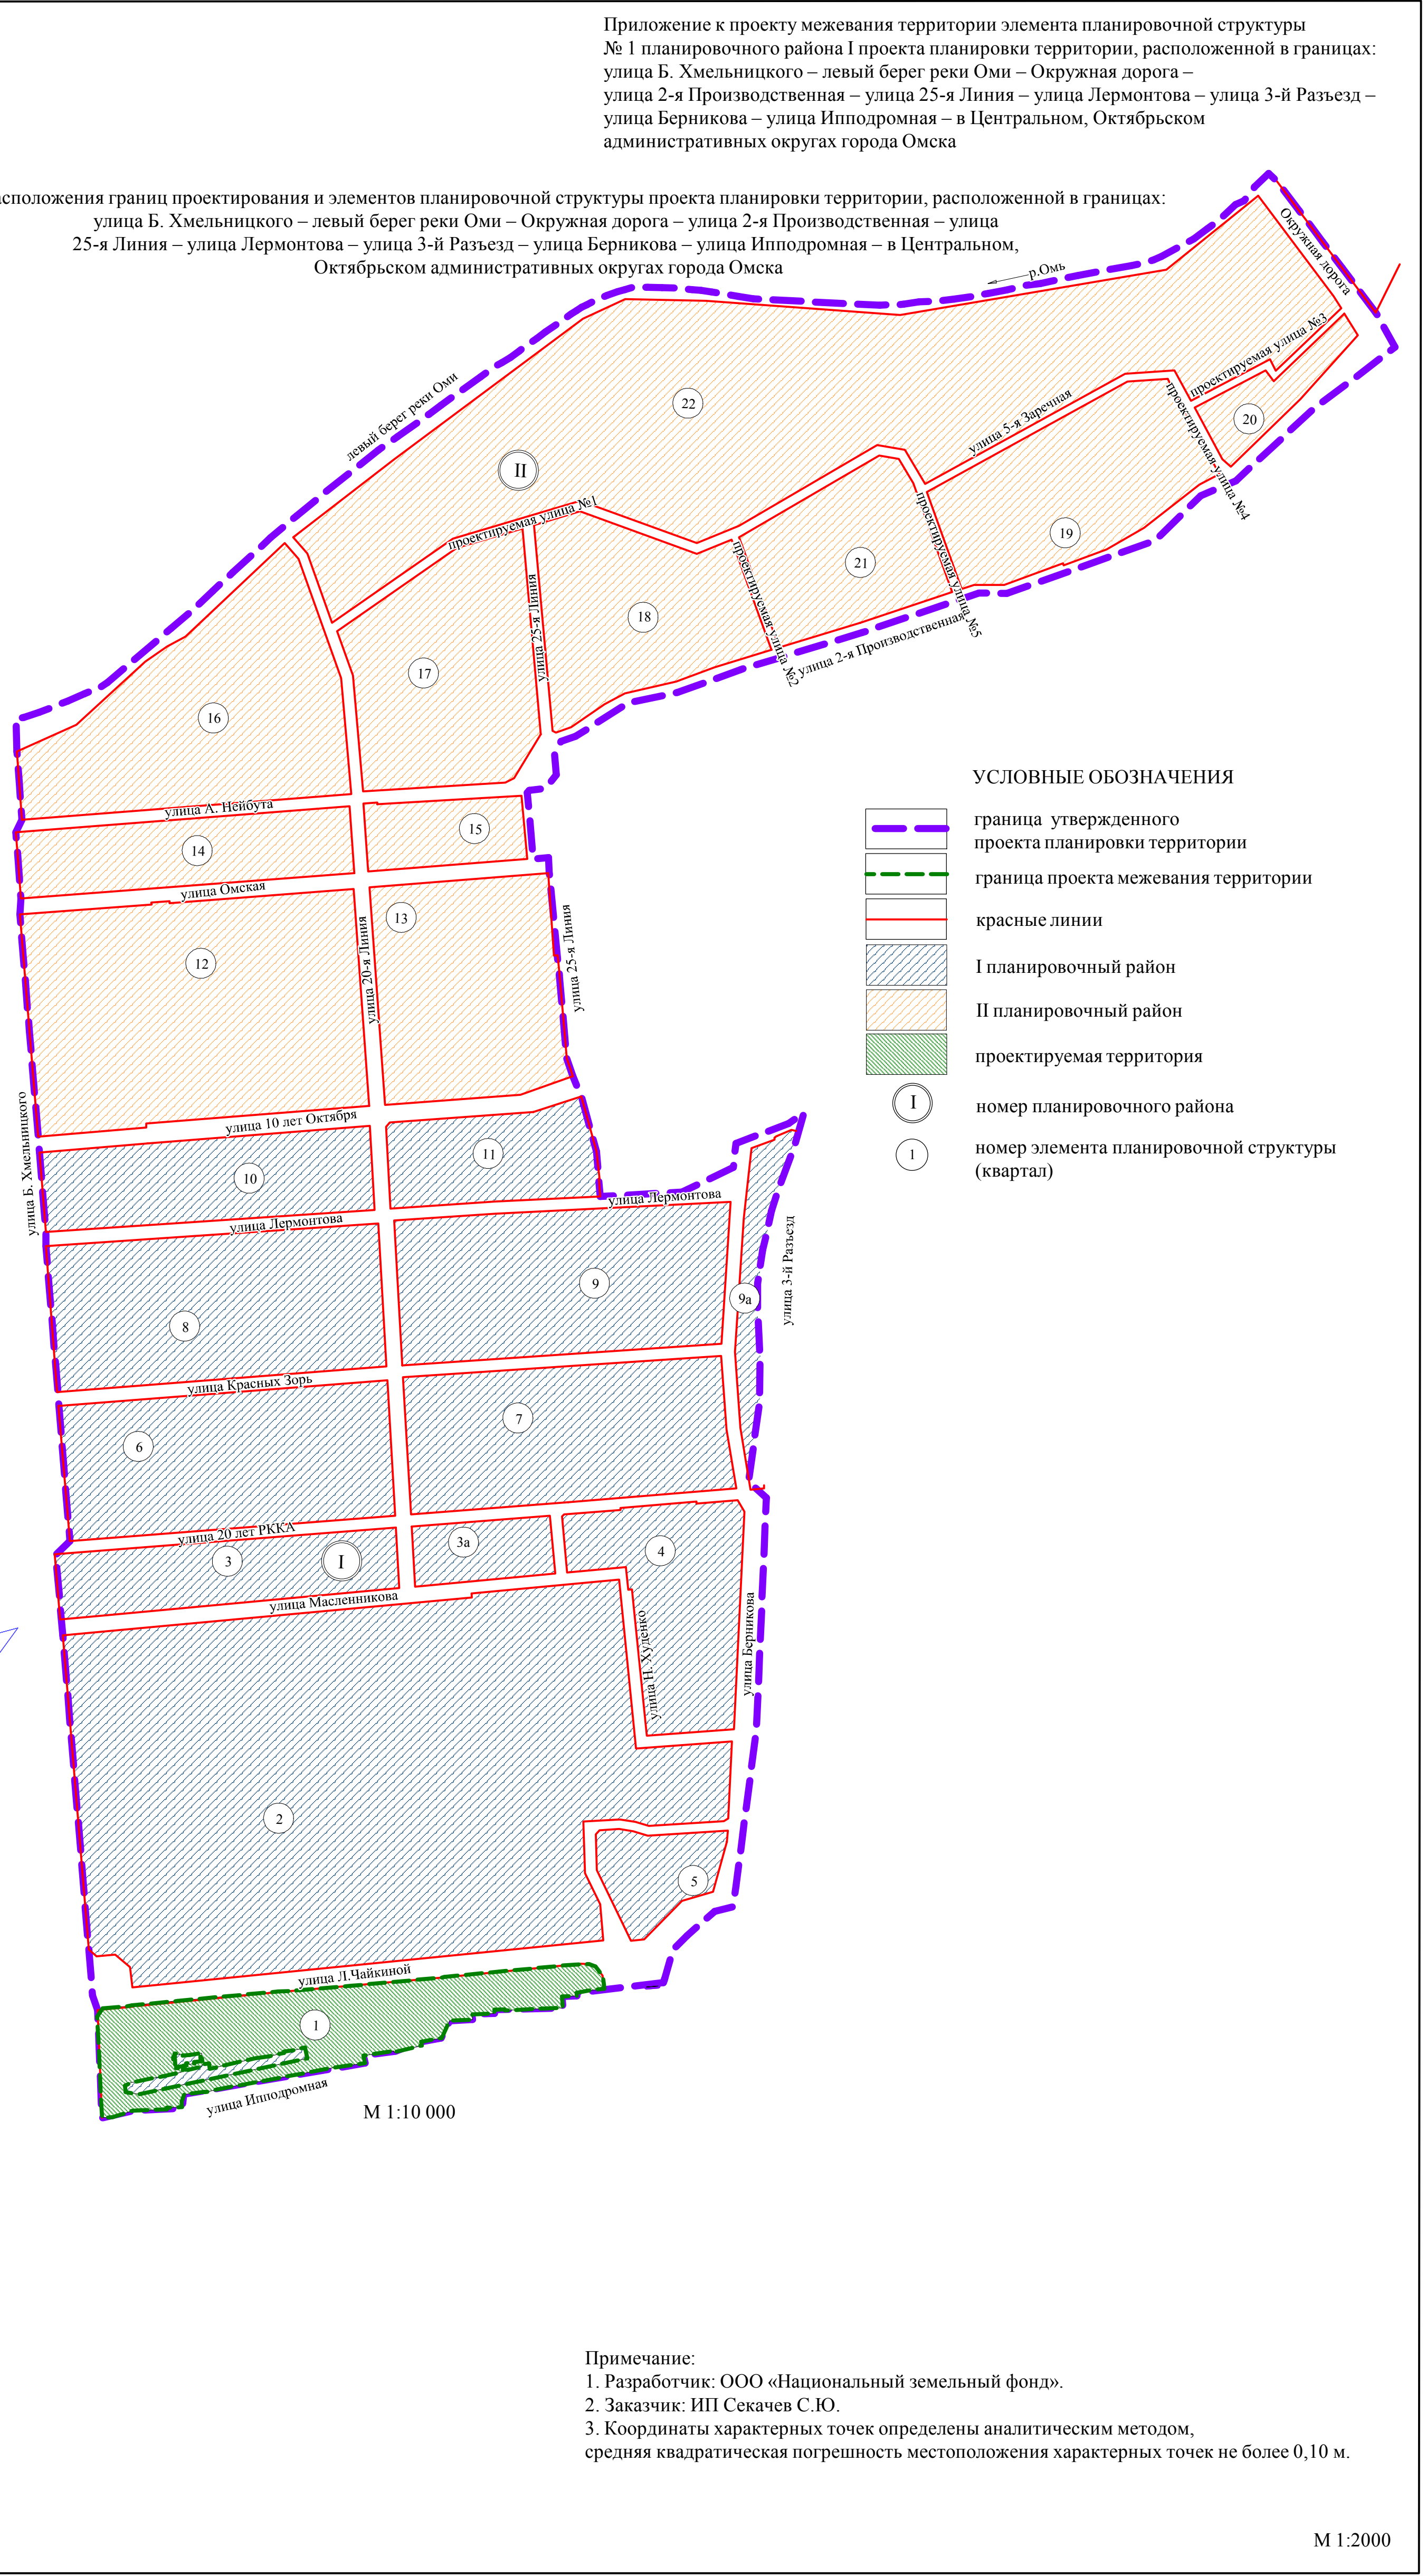 Приложение к проекту межевания территории элемента планировочной структуры
№ 1 планировочного района I проекта планировки территории, расположенной в границах:
улица Б. Хмельницкого – левый берег реки Оми – Окружная дорога –
улица 2-я Производственная – улица 25-я Линия – улица Лермонтова – улица 3-й Разъезд –
улица Берникова – улица Ипподромная – в Центральном, Октябрьском
административных округах города Омска
сположения границ проектирования и элементов планировочной структуры проекта планировки территории, расположенной в границах:
улица Б. Хмельницкого – левый берег реки Оми – Окружная дорога – улица 2-я Производственная – улица
25-я Линия – улица Лермонтова – улица 3-й Разъезд – улица Берникова – улица Ипподромная – в Центральном,
Октябрьском административных округах города Омска
Окружная дорога
р.Омь
проектируемая улица №3
левый берег реки Оми
22
улица 5-я Заречная
проектируемая улица №4
20
II
проектируемая улица №1
проектируемая улица №5
19
21
проектируемая улица №2
улица 25-я Линия
18
улица 2-я Производственная
17
16
улица А. Нейбута
15
14
улица Омская
13
12
улица 20-я Линия
улица 25-я Линия
УСЛОВНЫЕ ОБОЗНАЧЕНИЯ
граница утвержденного
проекта планировки территории
граница проекта межевания территории
красные линии
I планировочный район
II планировочный район
проектируемая территория
I
номер планировочного района
1
номер элемента планировочной структуры
(квартал)
улица Б. Хмельницкого
улица 10 лет Октября
11
10
улица Лермонтова
улица Лермонтова
9
9а
улица 3-й Разъезд
8
улица Красных Зорь
7
6
улица 20 лет РККА
3а
4
3
I
улица Масленникова
улица Н. Худенко
улица Берникова
2
5
улица Л.Чайкиной
1
улица Ипподромная
М 1:10 000
Примечание:
1. Разработчик: ООО «Национальный земельный фонд».
2. Заказчик: ИП Секачев С.Ю.
3. Координаты характерных точек определены аналитическим методом,
средняя квадратическая погрешность местоположения характерных точек не более 0,10 м.
М 1:2000